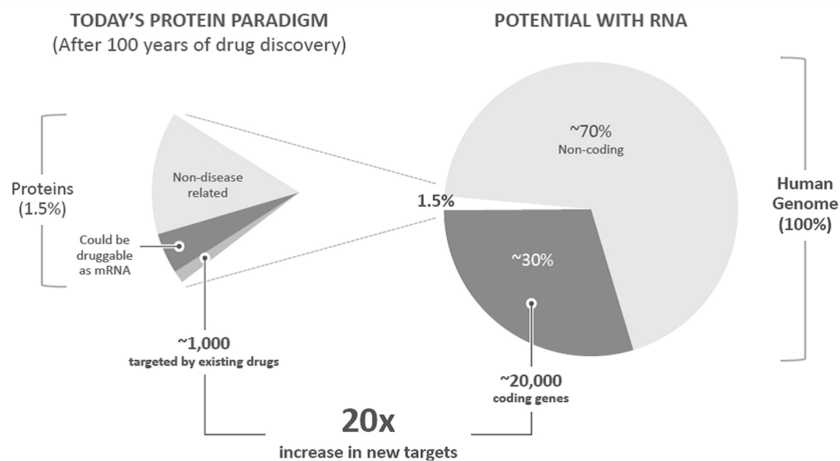 TODAY'S PROTEIN PARADIGM
(After 100 years of drug discovery)
POTENTIAL WITH RNA
Proteins
(1.5%)
Non-disease
related
Could be
druggable
as mRNA
~1,000
targeted by existing drugs
~70%
Non-coding
1.5%
~30%
~20,000
coding genes
Human
Genome
(100%)
20x
increase in new targets